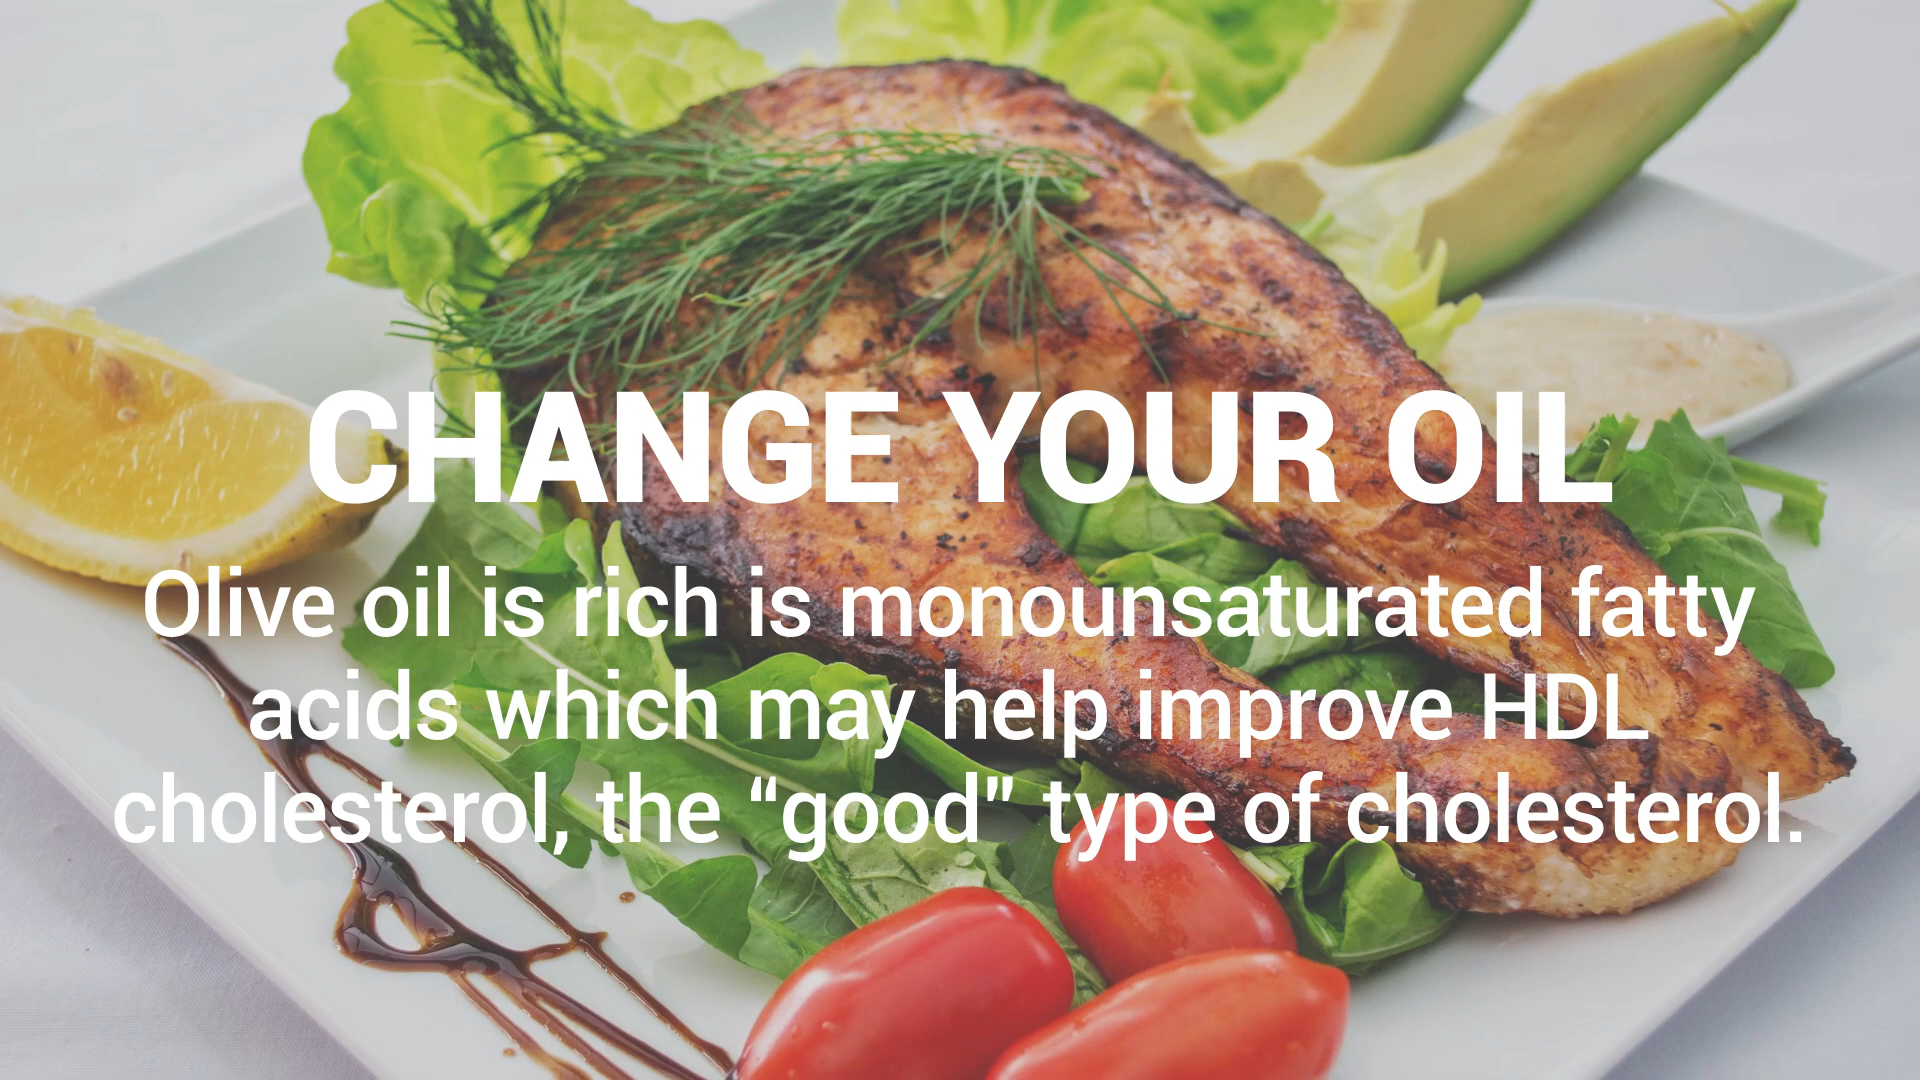 CHANGE YOUR OIL
Olive oil is rich is monounsaturated fatty
acids which may help improve HDL
cholesterol, the “good” type of cholesterol.